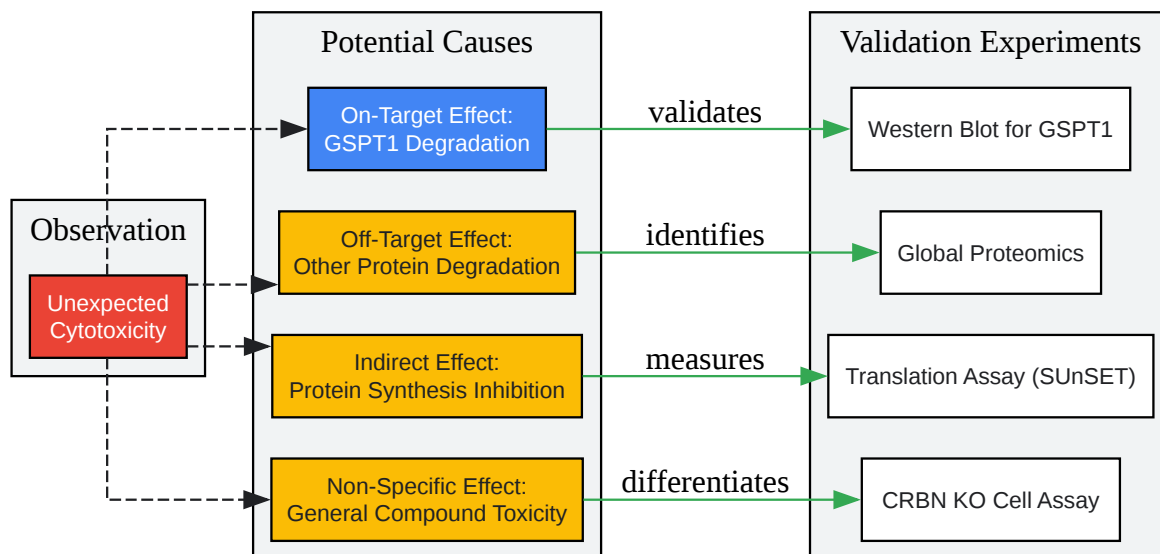 Observation
Unexpected
Cytotoxicity
Potential Causes
On-Target Effect:
GSPT1 Degradation
Off-Target Effect:
Other Protein Degradation
Indirect Effect:
Protein Synthesis Inhibition
Non-Specific Effect:
General Compound Toxicity
validates
identifies
measures
differentiates
Validation Experiments
Western Blot for GSPT1
Global Proteomics
Translation Assay (SUnSET)
CRBN KO Cell Assay